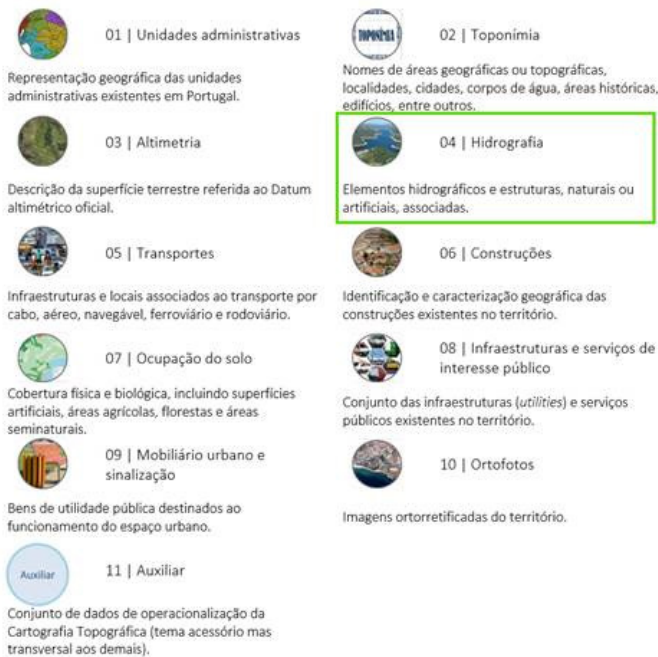 01 | Unidades administrativas
Representação geográfica das unidades
administrativas existentes em Portugal.
TOPONÍMIA
02 | Toponímia
Nomes de áreas geográficas ou topográficas,
localidades, cidades, corpos de água, áreas históricas,
edifícios, entre outros.
03 | Altimetria
Descrição da superfície terrestre referida ao Datum
altimétrico oficial.
04 | Hidrografia
Elementos hidrográficos e estruturas, naturais ou
artificiais, associadas.
05 | Transportes
Infraestruturas e locais associados ao transporte por
cabo, aéreo, navegável, ferroviário e rodoviário.
06 | Construções
Identificação e caracterização geográfica das
construções existentes no território.
07 | Ocupação do solo
Cobertura física e biológica, incluindo superfícies
artificiais, áreas agrícolas, florestas e áreas
seminaturais.
08 | Infraestruturas e serviços de
interesse público
Conjunto das infraestruturas (utilities) e serviços
públicos existentes no território.
09 | Mobiliário urbano e
sinalização
Bens de utilidade pública destinados ao
funcionamento do espaço urbano.
10 | Ortofotos
Imagens ortorretificadas do território.
Auxiliar
11 | Auxiliar
Conjunto de dados de operacionalização da
Cartografia Topográfica (tema acessório mas
transversal aos demais).